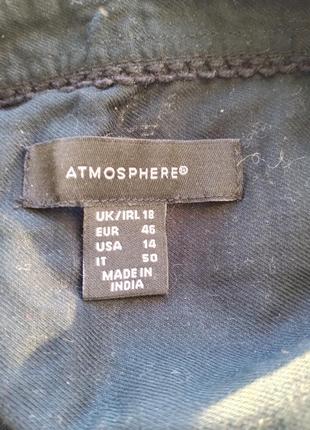 ATMOSPHERE®
UK/IRL 18
EUR 46
USA 14
IT 50
MADE IN
INDIA